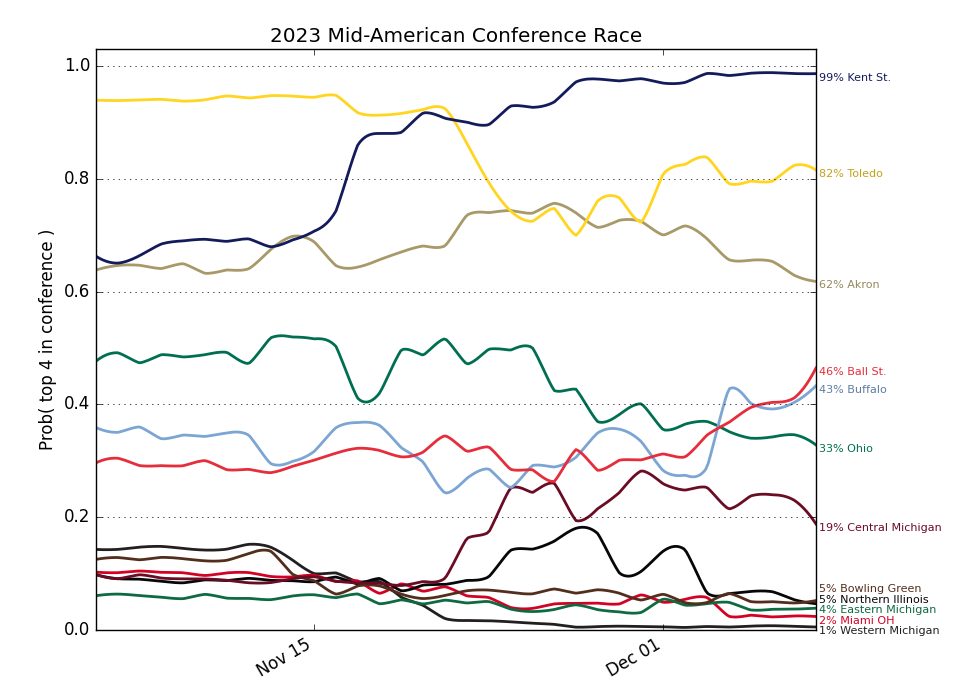 2023 Mid-American Conference Race
Prob( top 4 in conference )
1.0
0.8
0.6
0.4
0.2
0.0
Nov 15
Dec 01
99% Kent St.
82% Toledo
62% Akron
46% Ball St.
43% Buffalo
33% Ohio
19% Central Michigan
5% Bowling Green
5% Northern Illinois
4% Eastern Michigan
2% Miami OH
1% Western Michigan